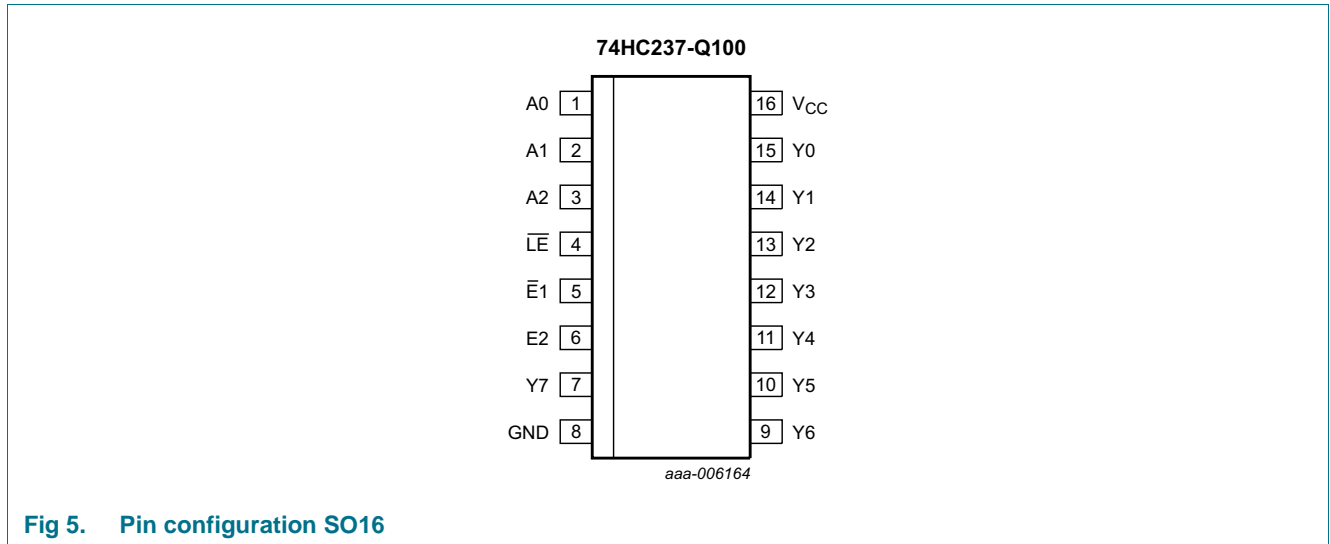 74HC237-Q100
A0 1 16 VCC
A1 2 15 Y0
A2 3 14 Y1
L̅E̅ 4 13 Y2
E̅1 5 12 Y3
E2 6 11 Y4
Y7 7 10 Y5
GND 8 9 Y6
aaa-006164
Fig 5. Pin configuration SO16